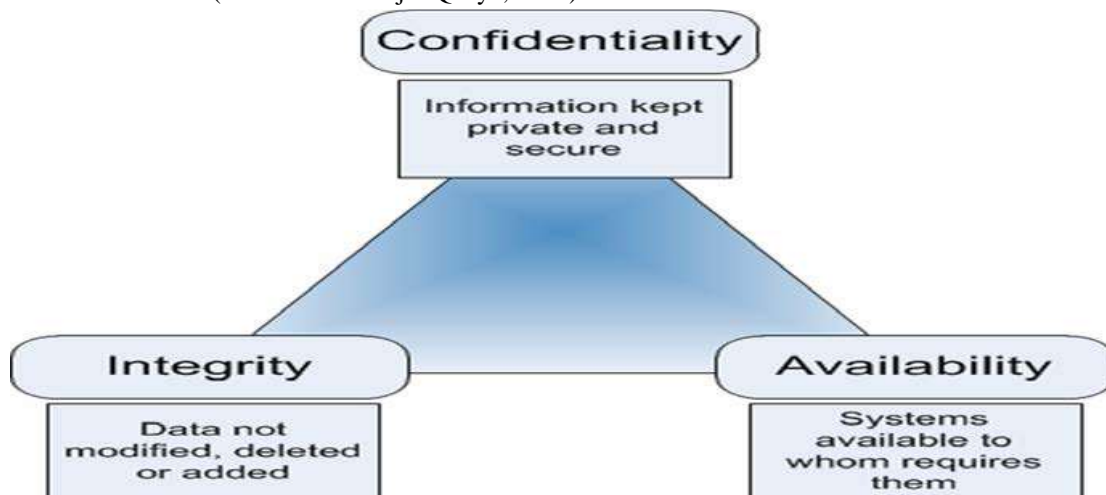 Confidentiality
Information kept
private and
secure
Integrity
Data not
modified, deleted
or added
Availability
Systems
available to
whom requires
them